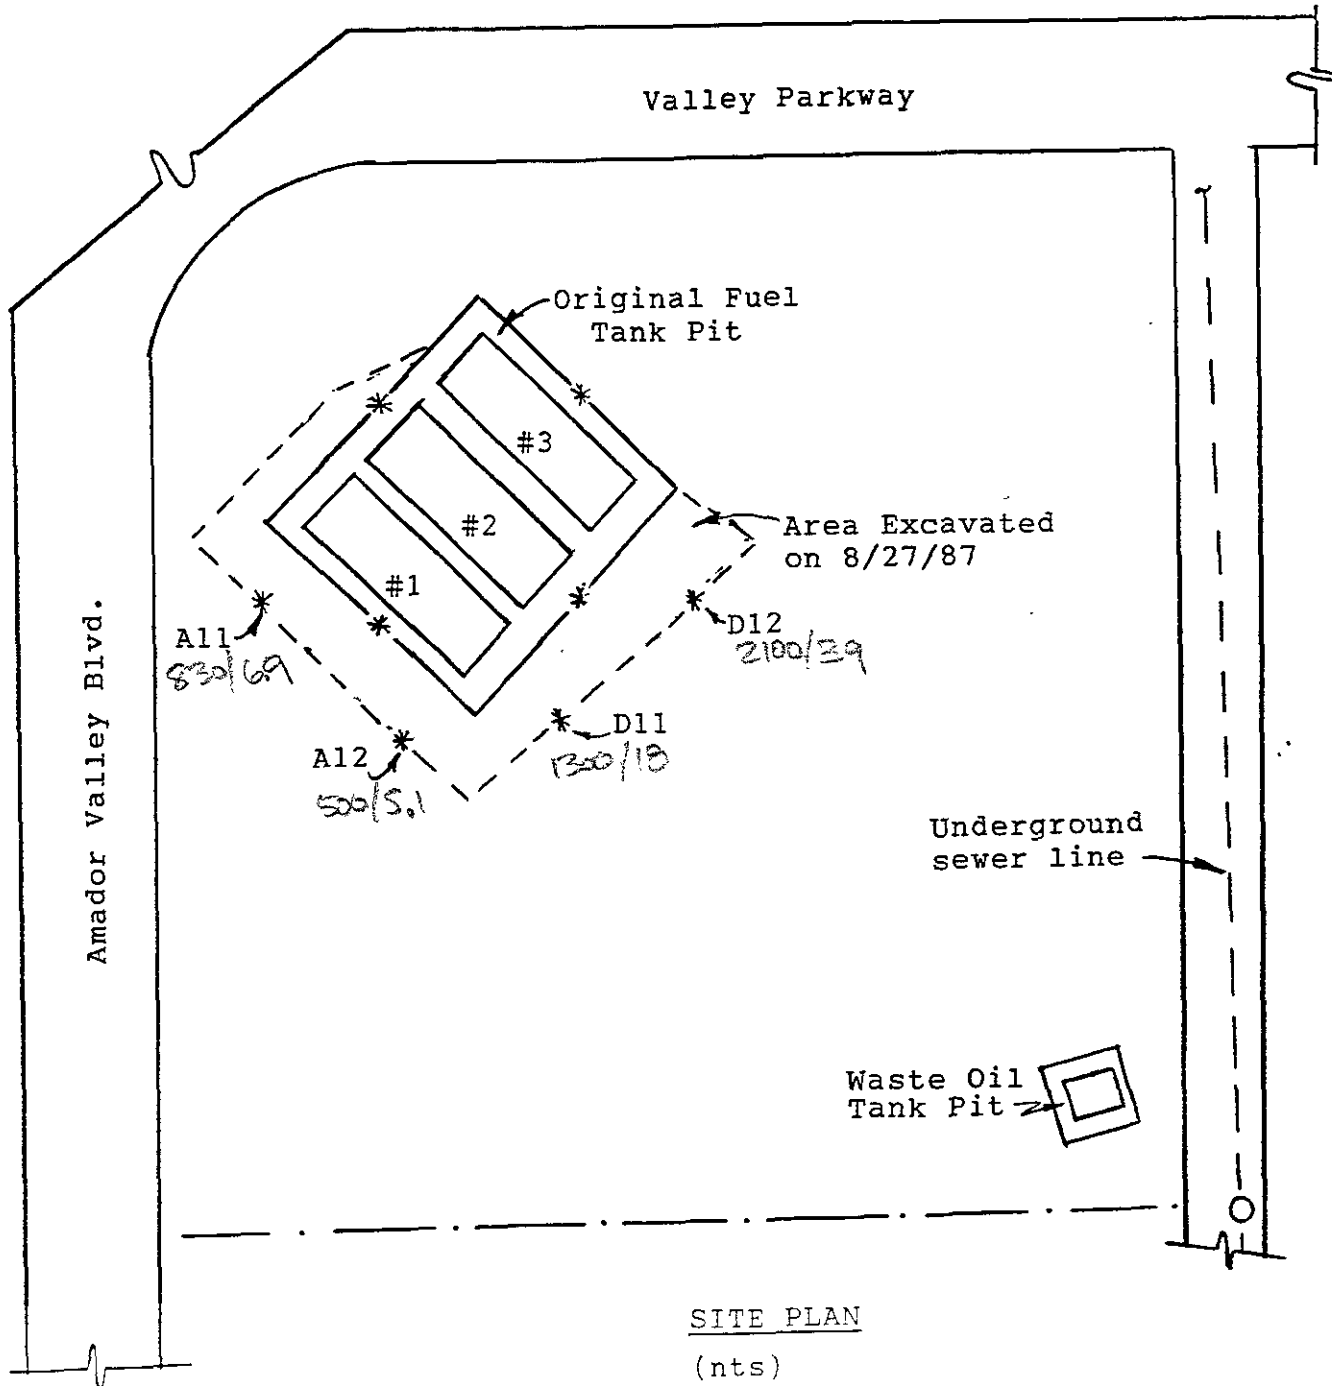 Valley Parkway
Original Fuel
Tank Pit
#3
#2
#1
Area Excavated
on 8/27/87
A11
830/6.9
D12
2100/39
D11
1300/18
A12
500/5.1
Amador Valley Blvd.
Underground
sewer line
Waste Oil
Tank Pit
SITE PLAN
(nts)